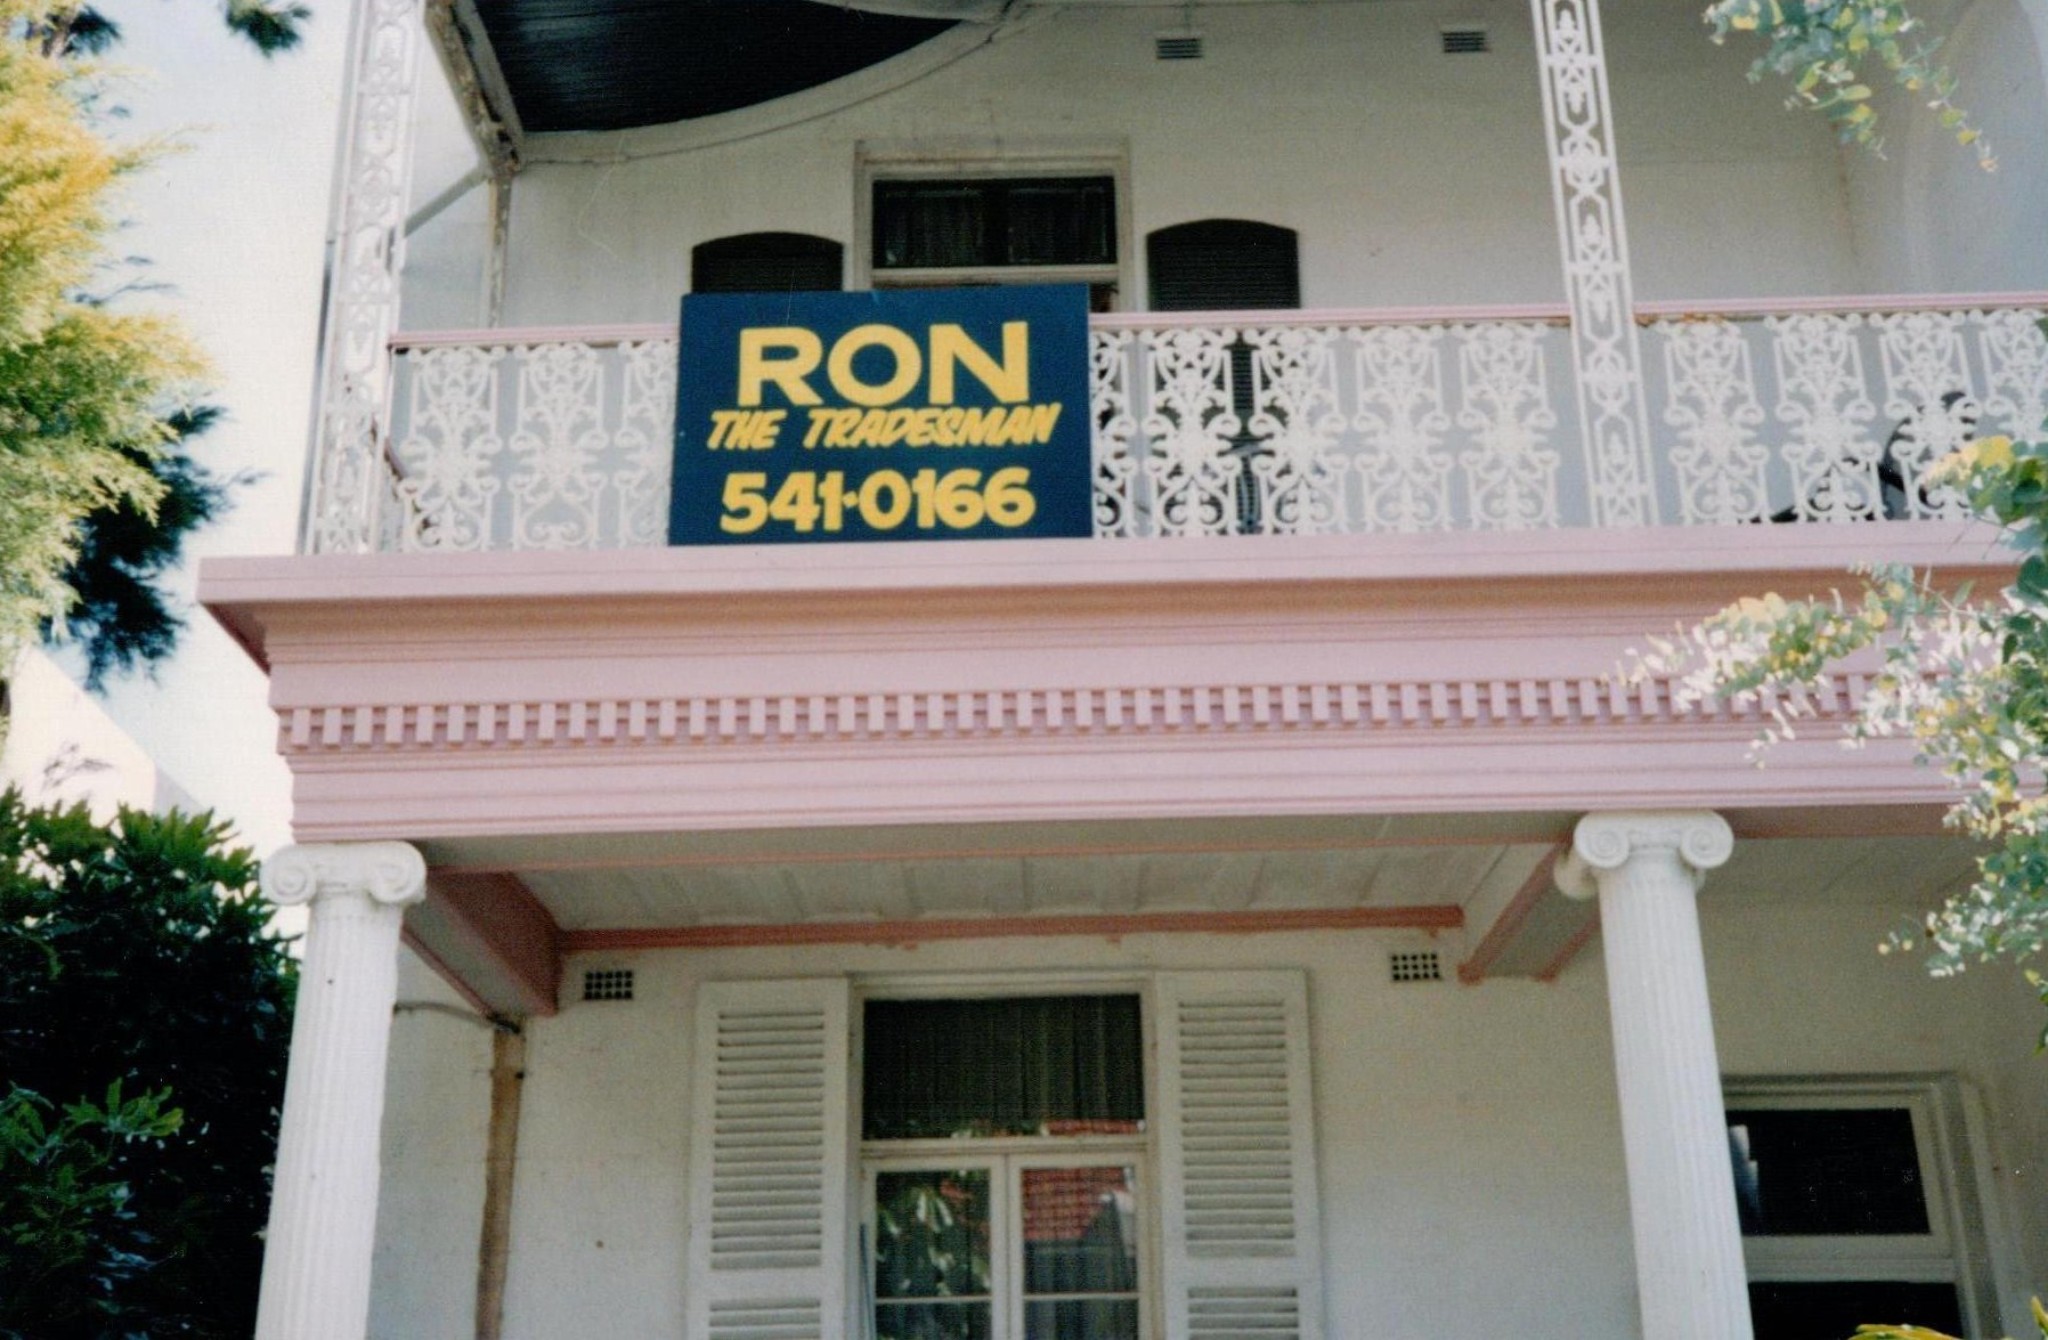 RON
THE TRADESMAN
541-0166